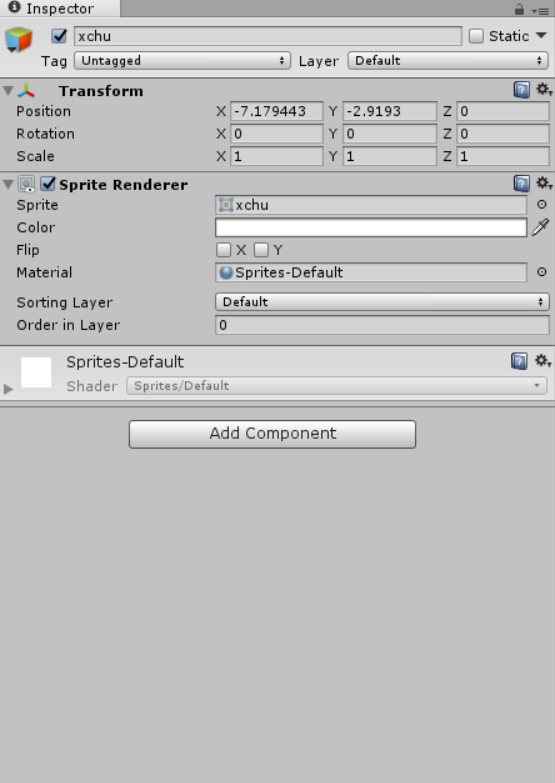 Inspector
xchu Static
Tag Untagged Layer Default
Transform
Position X -7.179443 Y -2.9193 Z 0
Rotation X 0 Y 0 Z 0
Scale X 1 Y 1 Z 1
Sprite Renderer
Sprite xchu
Color
Flip X Y
Material Sprites-Default
Sorting Layer Default
Order in Layer 0
Sprites-Default
Shader Sprites/Default
Add Component